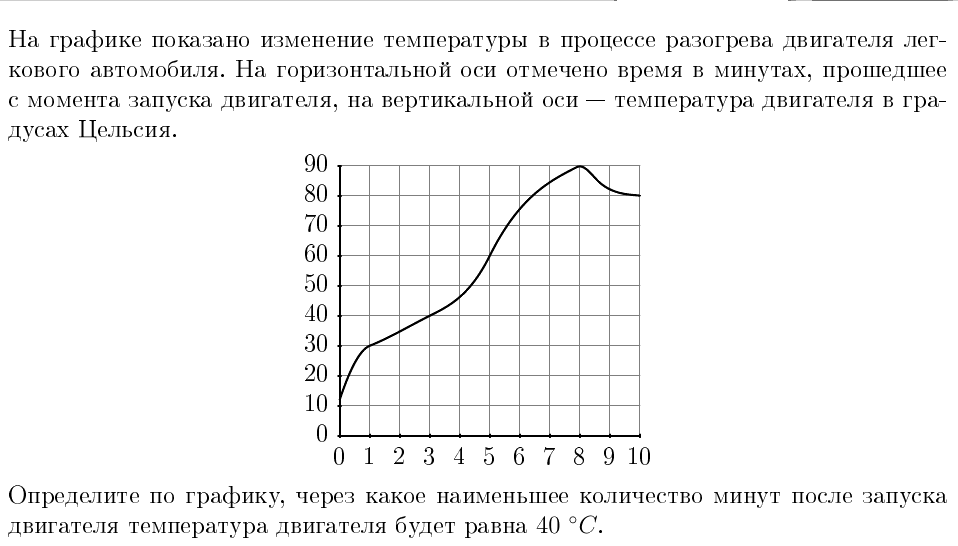 На графике показано изменение температуры в процессе разогрева двигателя лег-
кового автомобиля. На горизонтальной оси отмечено время в минутах, прошедшее
с момента запуска двигателя, на вертикальной оси — температура двигателя в гра-
дусах Цельсия.
90
80
70
60
50
40
30
20
10
0
0 1 2 3 4 5 6 7 8 9 10
Определите по графику, через какое наименьшее количество минут после запуска
двигателя температура двигателя будет равна 40 °C.